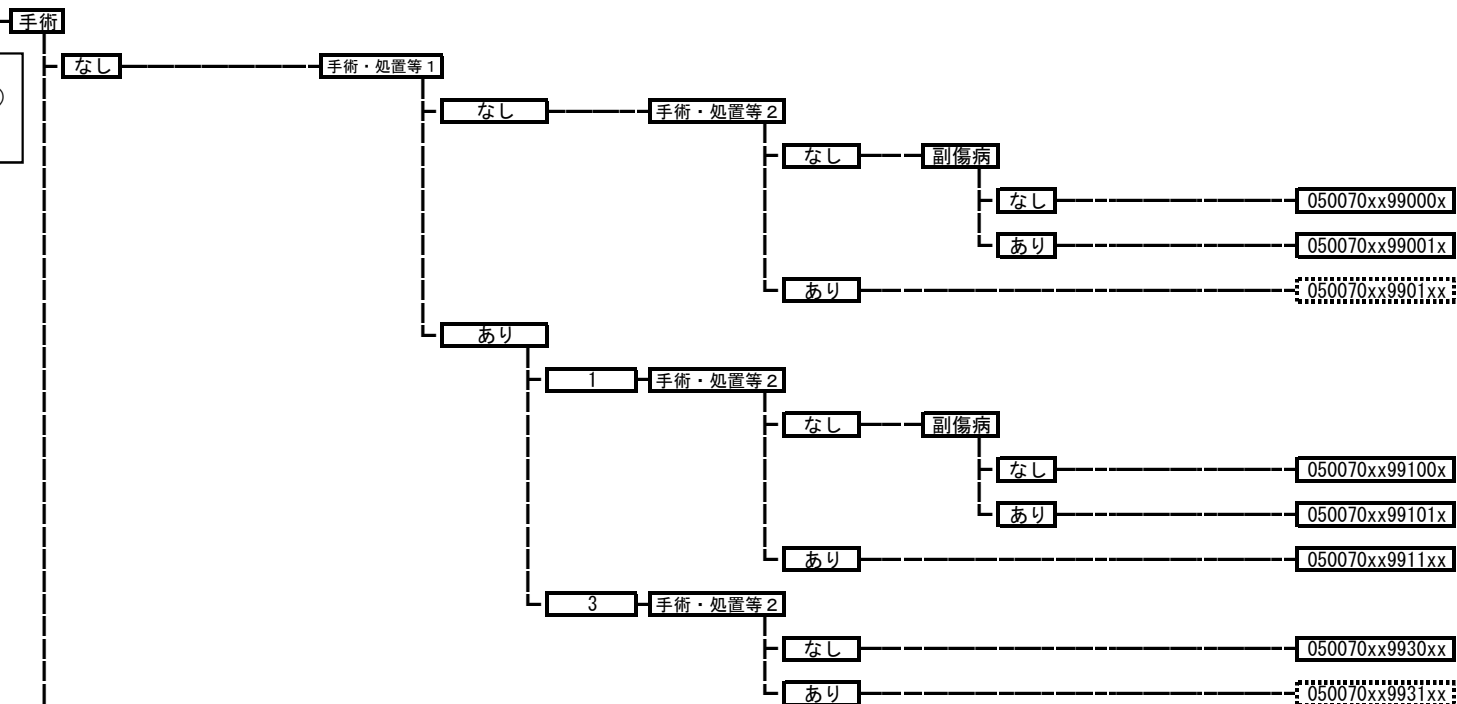 手術
なし 手術・処置等1
)
なし 手術・処置等2
なし 副傷病
なし 050070xx99000x
あり 050070xx99001x
あり 050070xx9901xx
あり
1 手術・処置等2
なし 副傷病
なし 050070xx99100x
あり 050070xx99101x
あり 050070xx9911xx
3 手術・処置等2
なし 050070xx9930xx
あり 050070xx9931xx